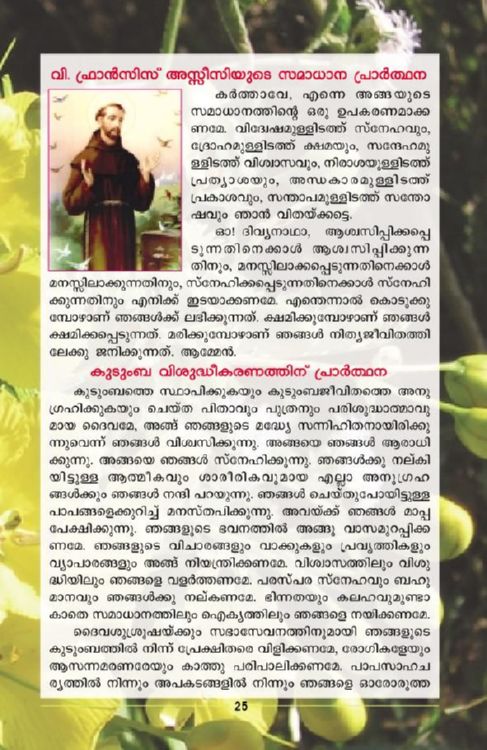 വി. ഫ്രാൻസിസ് അസ്സീസിയുടെ സമാധാന പ്രാർത്ഥന
കർത്താവേ, എന്നെ അങ്ങയുടെ
സമാധാനത്തിന്റെ ഒരു ഉപകരണമാക്ക
ണമേ. വിദ്വേഷമുള്ളിടത്ത് സ്നേഹവും,
ദ്രോഹമുള്ളിടത്ത് ക്ഷമയും, സന്ദേഹമു
ള്ളിടത്ത് വിശ്വാസവും, നിരാശയുള്ളിടത്ത്
പ്രത്യാശയും, അന്ധകാരമുള്ളിടത്ത്
പ്രകാശവും, സന്താപമുള്ളിടത്ത് സന്തോ
ഷവും ഞാൻ വിതയ്ക്കട്ടെ.
ഓ! ദിവ്യനാഥാ, ആശ്വസിപ്പിക്കപ്പെ
ടുന്നതിനെക്കാൾ ആശ്വസിപ്പിക്കുന്ന
തിനും, മനസ്സിലാക്കപ്പെടുന്നതിനെക്കാൾ
മനസ്സിലാക്കുന്നതിനും, സ്നേഹിക്കപ്പെടുന്നതിനെക്കാൾ സ്നേഹി
ക്കുന്നതിനും എനിക്ക് ഇടയാക്കണമേ. എന്തെന്നാൽ കൊടുക്കു
മ്പോഴാണ് ഞങ്ങൾക്ക് ലഭിക്കുന്നത്. ക്ഷമിക്കുമ്പോഴാണ് ഞങ്ങൾ
ക്ഷമിക്കപ്പെടുന്നത്. മരിക്കുമ്പോഴാണ് ഞങ്ങൾ നിത്യജീവിതത്തി
ലേക്കു ജനിക്കുന്നത്. ആമ്മേൻ.
കുടുംബ വിശുദ്ധീകരണത്തിന് പ്രാർത്ഥന
കുടുംബത്തെ സ്ഥാപിക്കുകയും കുടുംബജീവിതത്തെ അനു
ഗ്രഹിക്കുകയും ചെയ്ത പിതാവും പുത്രനും പരിശുദ്ധാത്മാവു
മായ ദൈവമേ, അങ്ങ് ഞങ്ങളുടെ മദ്ധ്യേ സന്നിഹിതനായിരിക്കു
ന്നുവെന്ന് ഞങ്ങൾ വിശ്വസിക്കുന്നു. അങ്ങയെ ഞങ്ങൾ ആരാധി
ക്കുന്നു. അങ്ങയെ ഞങ്ങൾ സ്നേഹിക്കുന്നു. ഞങ്ങൾക്കു നല്കി
യിട്ടുള്ള ആത്മീകവും ശാരീരികവുമായ എല്ലാ അനുഗ്രഹ
ങ്ങൾക്കും ഞങ്ങൾ നന്ദി പറയുന്നു. ഞങ്ങൾ ചെയ്തുപോയിട്ടുള്ള
പാപങ്ങളെക്കുറിച്ച് മനസ്തപിക്കുന്നു. അവയ്ക്ക് ഞങ്ങൾ മാപ്പ
പേക്ഷിക്കുന്നു. ഞങ്ങളുടെ ഭവനത്തിൽ അങ്ങു വാസമുറപ്പിക്ക
ണമേ. ഞങ്ങളുടെ വിചാരങ്ങളും വാക്കുകളും പ്രവൃത്തികളും
വ്യാപാരങ്ങളും അങ്ങ് നിയന്ത്രിക്കണമേ. വിശ്വാസത്തിലും വിശു
ദ്ധിയിലും ഞങ്ങളെ വളർത്തണമേ. പരസ്പര സ്നേഹവും ബഹു
മാനവും ഞങ്ങൾക്കു നല്കണമേ. ഭിന്നതയും കലഹവുമുണ്ടാ
കാതെ സമാധാനത്തിലും ഐക്യത്തിലും ഞങ്ങളെ നയിക്കണമേ.
ദൈവശുശ്രൂഷയ്ക്കും സഭാസേവനത്തിനുമായി ഞങ്ങളുടെ
കുടുംബത്തിൽ നിന്ന് പ്രേക്ഷിതരെ വിളിക്കണമേ, രോഗികളേയും
ആസന്നമരണരേയും കാത്തു പരിപാലിക്കണമേ. പാപസാഹച
ര്യത്തിൽ നിന്നും അപകടങ്ങളിൽ നിന്നും ഞങ്ങളെ ഓരോരുത്ത
25